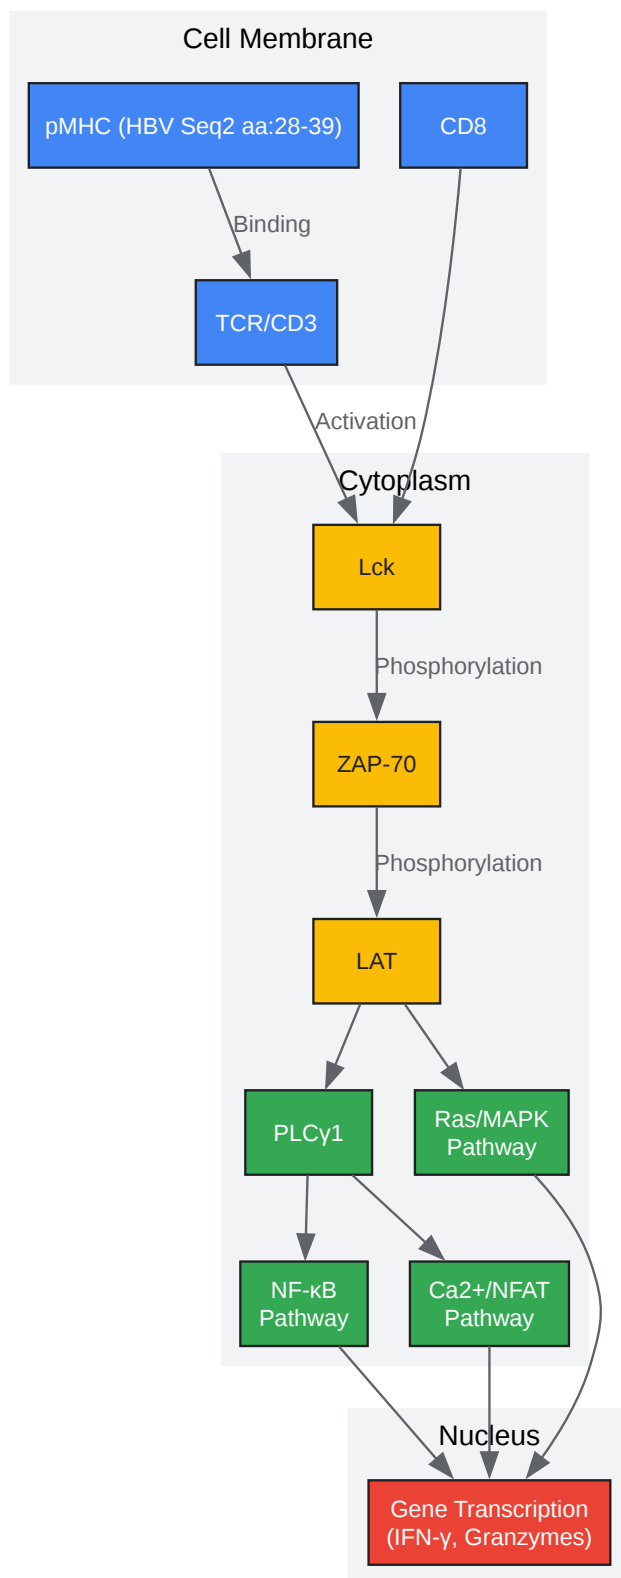 Cell Membrane
pMHC (HBV Seq2 aa:28-39)
CD8
Binding
TCR/CD3
Activation
Cytoplasm
Lck
Phosphorylation
ZAP-70
Phosphorylation
LAT
PLCγ1
Ras/MAPK
Pathway
NF-κB
Pathway
Ca2+/NFAT
Pathway
Nucleus
Gene Transcription
(IFN-γ, Granzymes)